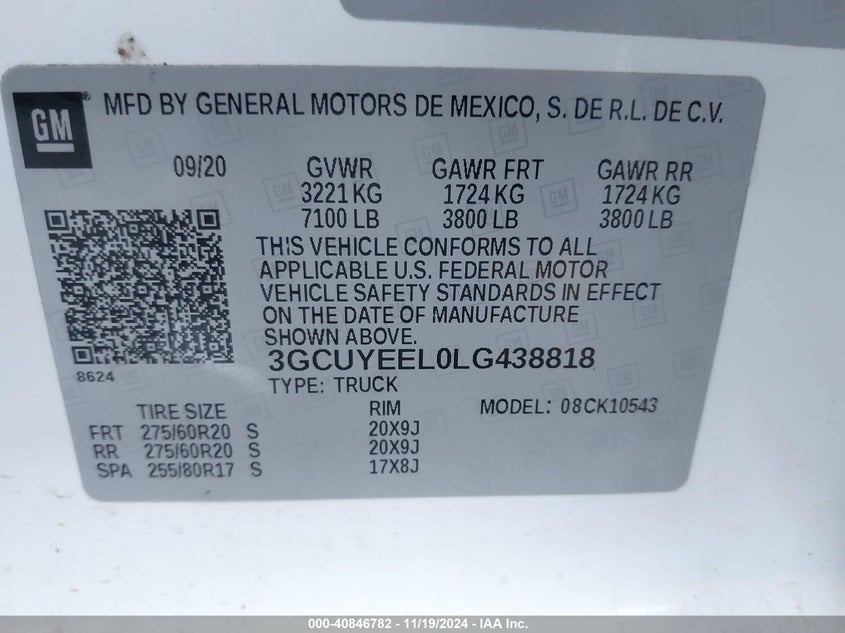 GM
MFD BY GENERAL MOTORS DE MEXICO, S. DE R.L. DE C.V.
09/20 GVWR GAWR FRT GAWR RR
3221 KG 1724 KG 1724 KG
7100 LB 3800 LB 3800 LB
THIS VEHICLE CONFORMS TO ALL
APPLICABLE U.S. FEDERAL MOTOR
VEHICLE SAFETY STANDARDS IN EFFECT
ON THE DATE OF MANUFACTURE
SHOWN ABOVE.
8624
3GCUYEEL0LG438818
TYPE: TRUCK
TIRE SIZE RIM MODEL: 08CK10543
FRT 275/60R20 S 20X9J
RR 275/60R20 S 20X9J
SPA 255/80R17 S 17X8J
000-40846782 - 11/19/2024 - IAA Inc.